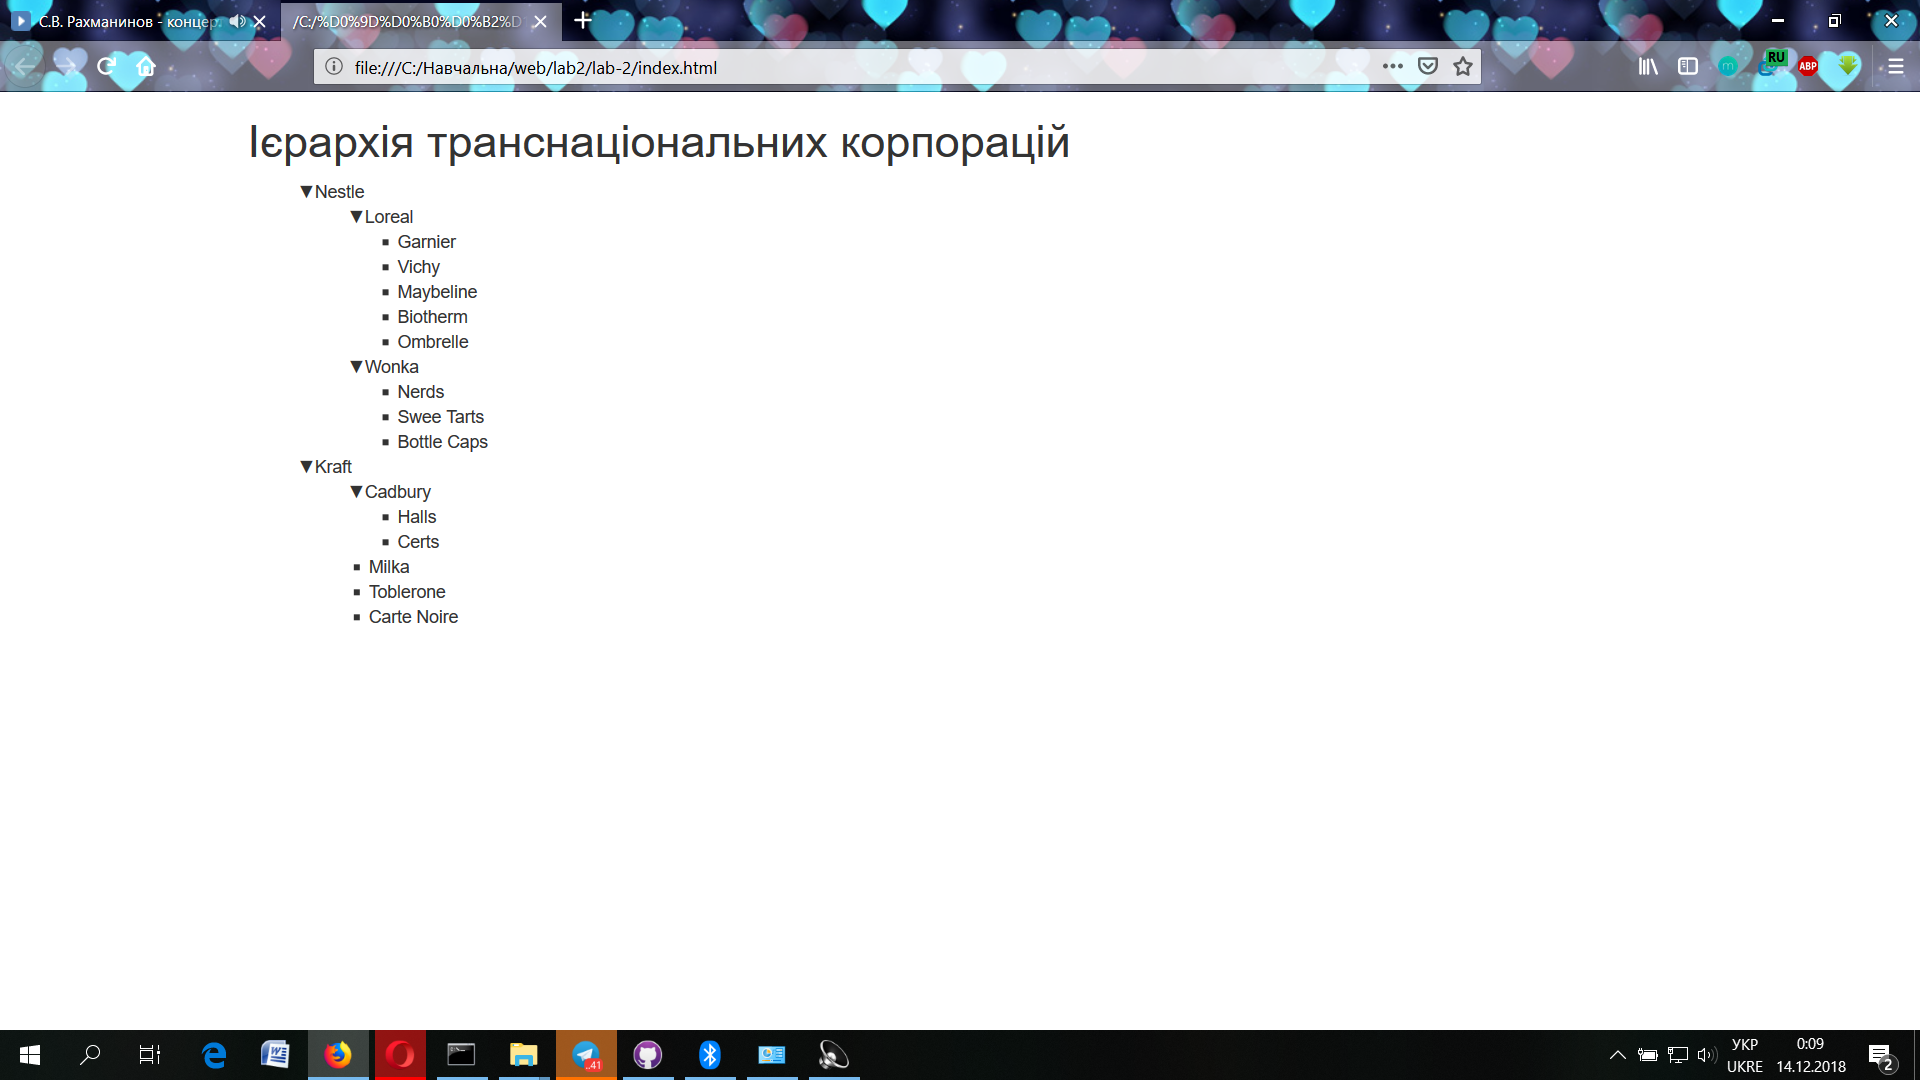 С.В. Рахманинов - концер
/C:/%D0%9D%D0%B0%D0%B2%D
file:///C:/Навчальна/web/lab2/lab-2/index.html
m
RU
ABP
Ієрархія транснаціональних корпорацій
▼Nestle
▼Loreal
▪ Garnier
▪ Vichy
▪ Maybeline
▪ Biotherm
▪ Ombrelle
▼Wonka
▪ Nerds
▪ Swee Tarts
▪ Bottle Caps
▼Kraft
▼Cadbury
▪ Halls
▪ Certs
▪ Milka
▪ Toblerone
▪ Carte Noire
..41
УКР
UKRE
0:09
14.12.2018
2